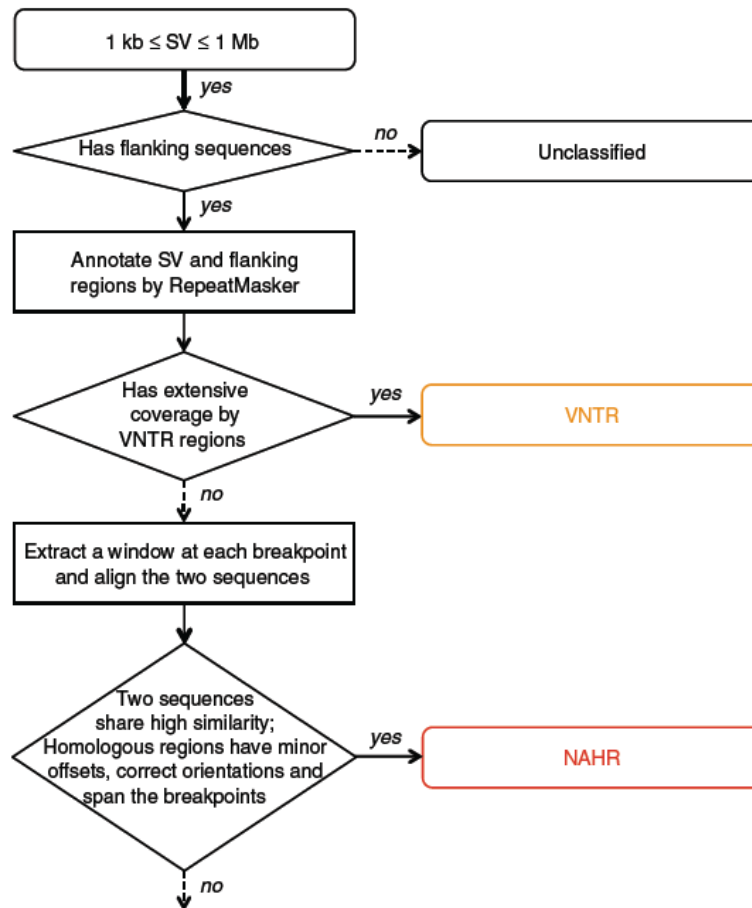 1 kb ≤ SV ≤ 1 Mb
yes
Has flanking sequences
no
Unclassified
yes
Annotate SV and flanking
regions by RepeatMasker
Has extensive
coverage by
VNTR regions
yes
VNTR
no
Extract a window at each breakpoint
and align the two sequences
Two sequences
share high similarity;
Homologous regions have minor
offsets, correct orientations and
span the breakpoints
yes
NAHR
no